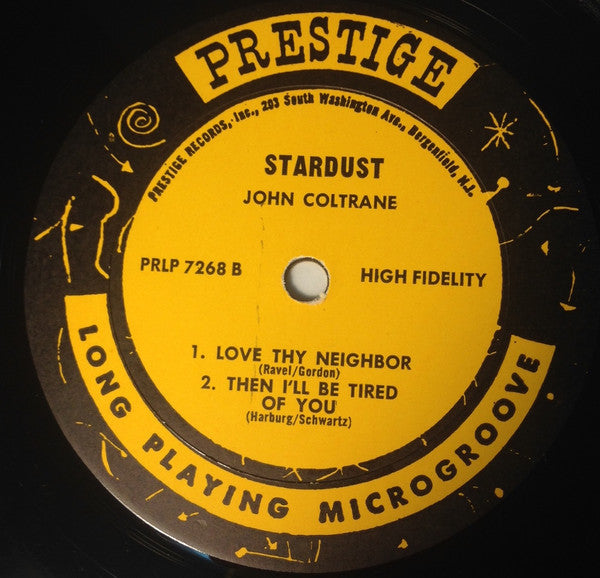 PRESTIGE
PRESTIGE RECORDS, Inc., 203 South Washington Ave., Bergenfield, N.J.
STARDUST
JOHN COLTRANE
PRLP 7268 B
HIGH FIDELITY
1. LOVE THY NEIGHBOR
(Ravel/Gordon)
2. THEN I'LL BE TIRED
OF YOU
(Harburg/Schwartz)
LONG PLAYING MICROGROOVE